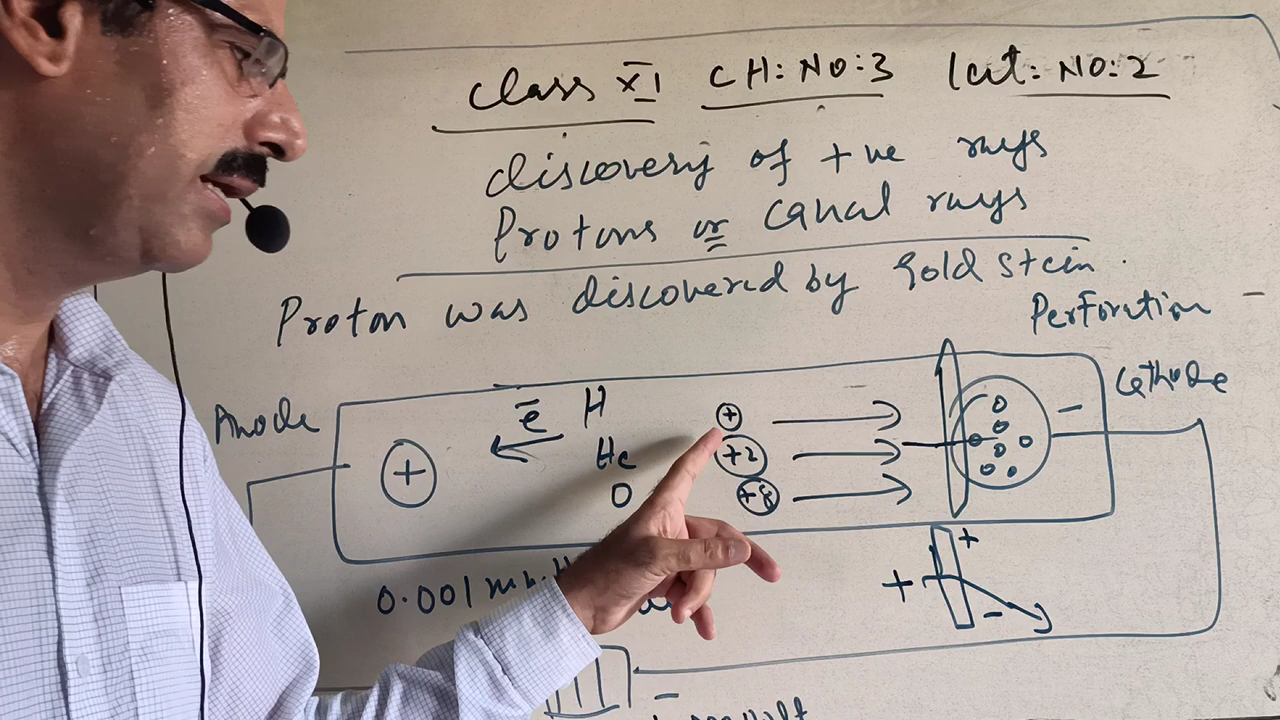 class XI CH: NO:3 Lect: NO:2
discovery of +ve rays
Protons or canal rays
Proton was discovered by Gold stein.
Perforation
Anode
Cathode
ē
H
He
O
+
+2
+8
+
−
+
+
−
0.001 m
−